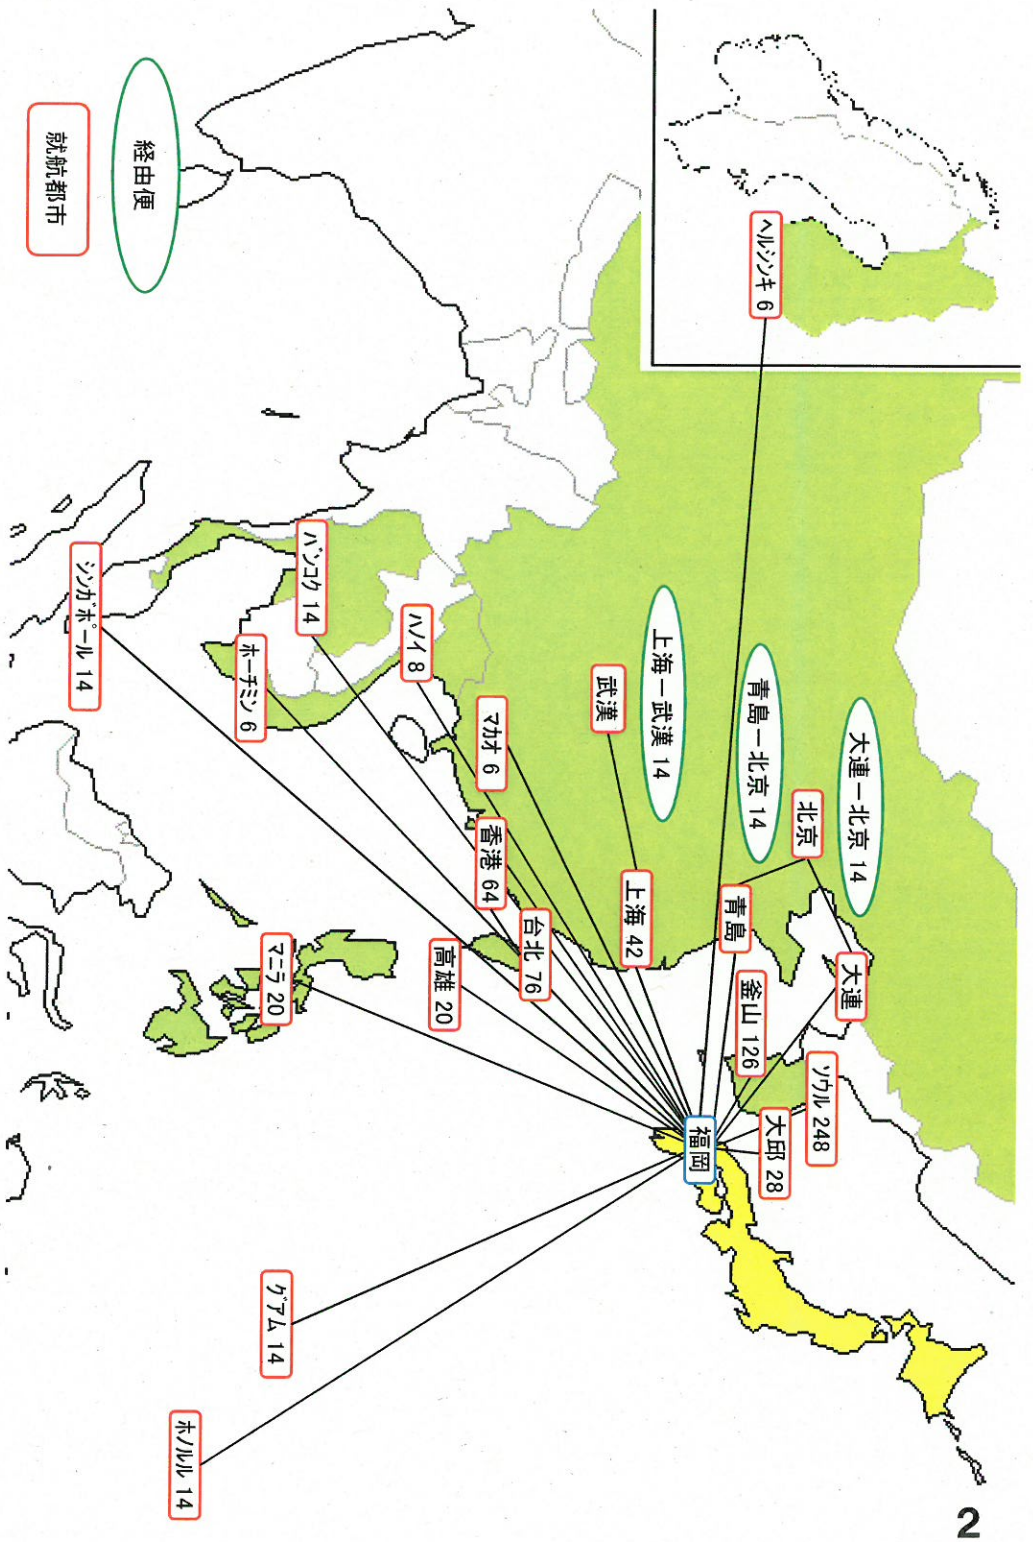 ヘルシンキ 6
大連－北京 14
青島－北京 14
上海－武漢 14
北京
大連
ソウル 248
青島
釜山 126
大邱 28
武漢
上海 42
福岡
マカオ 6
香港 64
台北 76
高雄 20
ハノイ 8
バンコク 14
ホーチミン 6
マニラ 20
シンガポール 14
グアム 14
ホノルル 14
経由便
就航都市
2